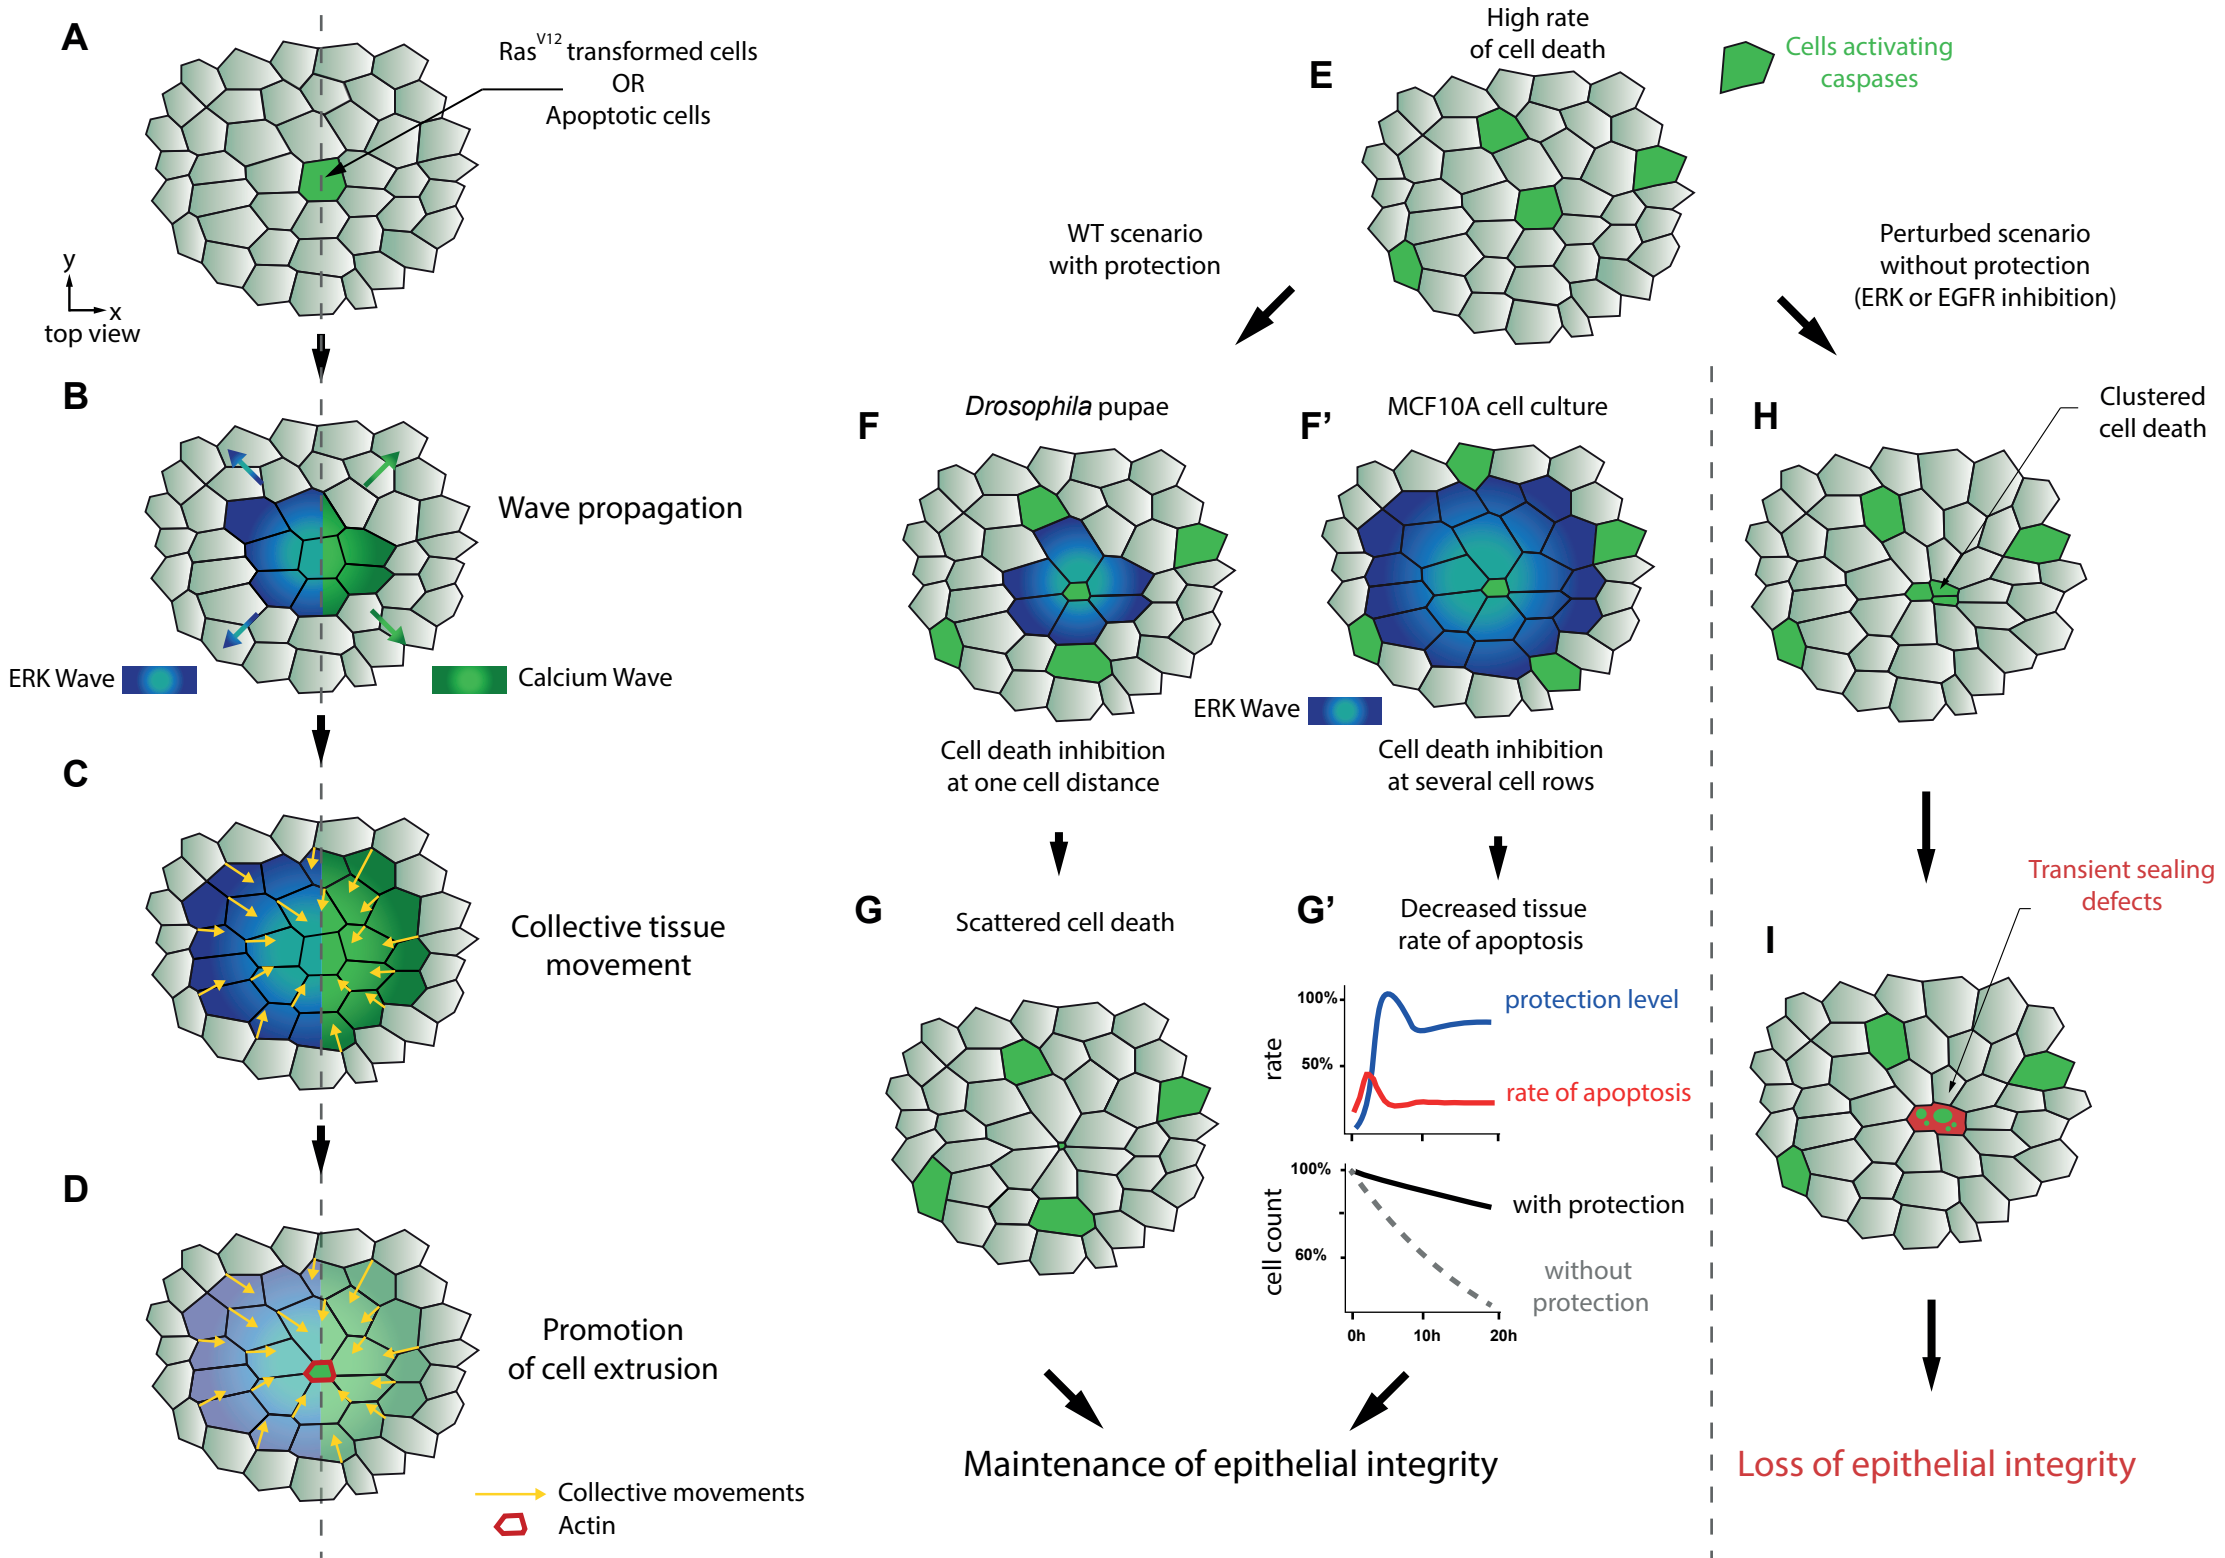 A
Ras^V12 transformed cells
OR
Apoptotic cells
y
x
top view
B
Wave propagation
ERK Wave
Calcium Wave
C
Collective tissue
movement
D
Promotion
of cell extrusion
Collective movements
Actin
High rate
of cell death
E
Cells activating
caspases
WT scenario
with protection
Perturbed scenario
without protection
(ERK or EGFR inhibition)
F
Drosophila pupae
F’
MCF10A cell culture
ERK Wave
Cell death inhibition
at one cell distance
Cell death inhibition
at several cell rows
G
Scattered cell death
G’
Decreased tissue
rate of apoptosis
100%
50%
rate
protection level
rate of apoptosis
100%
60%
cell count
with protection
without
protection
0h
10h
20h
Maintenance of epithelial integrity
H
Clustered
cell death
Transient sealing
defects
I
Loss of epithelial integrity